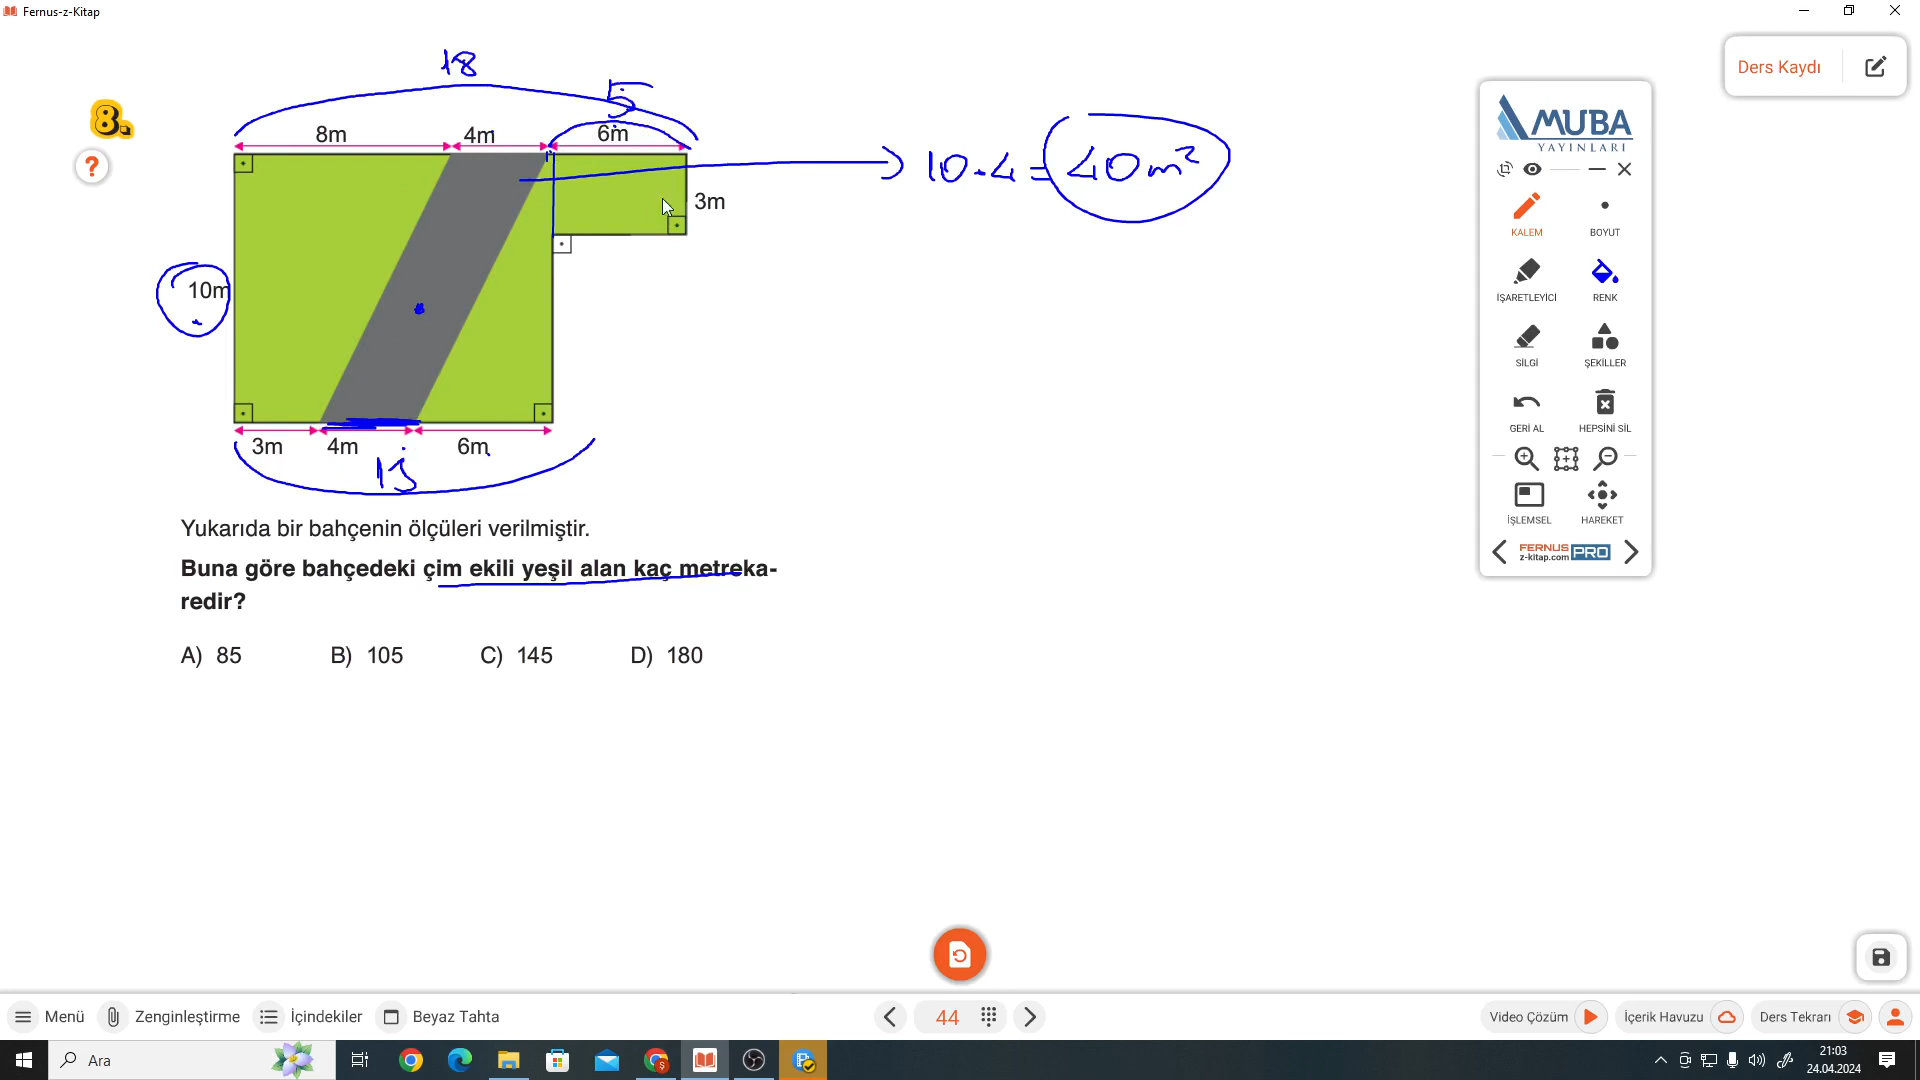 Fernus-z-Kitap
Ders Kaydı
18
5
8.
8m
4m
6m
?
10.4=40m²
3m
10m
3m
4m
6m
13
Yukarıda bir bahçenin ölçüleri verilmiştir.
Buna göre bahçedeki çim ekili yeşil alan kaç metreka-
redir?
A) 85
B) 105
C) 145
D) 180
MUBA
YAYINLARI
KALEM
BOYUT
İŞARETLEYİCİ
RENK
SİLGİ
ŞEKİLLER
GERİ AL
HEPSİNİ SİL
İŞLEMSEL
HAREKET
FERNUS
z-kitap.com
PRO
Menü
Zenginleştirme
İçindekiler
Beyaz Tahta
44
Video Çözüm
İçerik Havuzu
Ders Tekrarı
Ara
21:03
24.04.2024